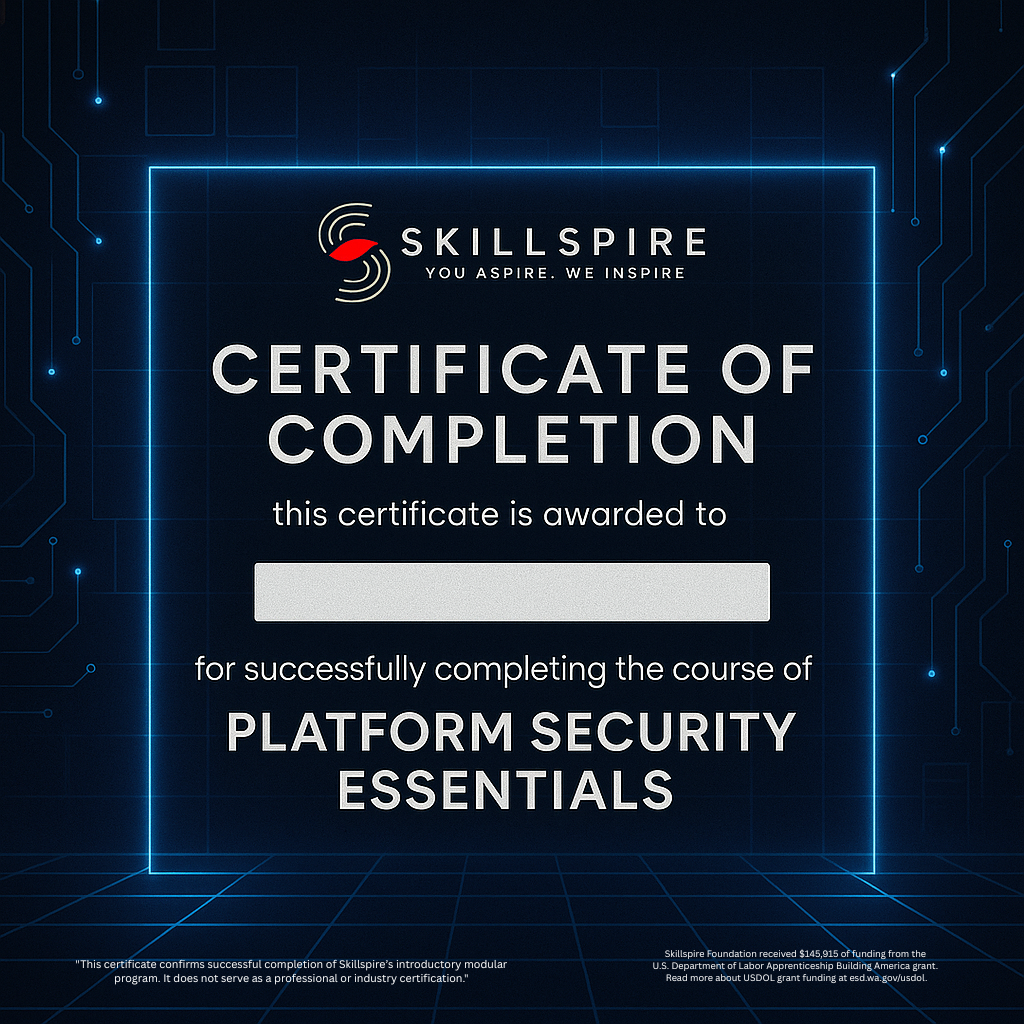 SKILLSPIRE
YOU ASPIRE. WE INSPIRE
CERTIFICATE OF
COMPLETION
this certificate is awarded to
for successfully completing the course of
PLATFORM SECURITY
ESSENTIALS
"This certificate confirms successful completion of Skillspire's introductory modular
program. It does not serve as a professional or industry certification."
Skillspire Foundation received $145,915 of funding from the
U.S. Department of Labor Apprenticeship Building America grant.
Read more about USDOL grant funding at esd.wa.gov/usdol.